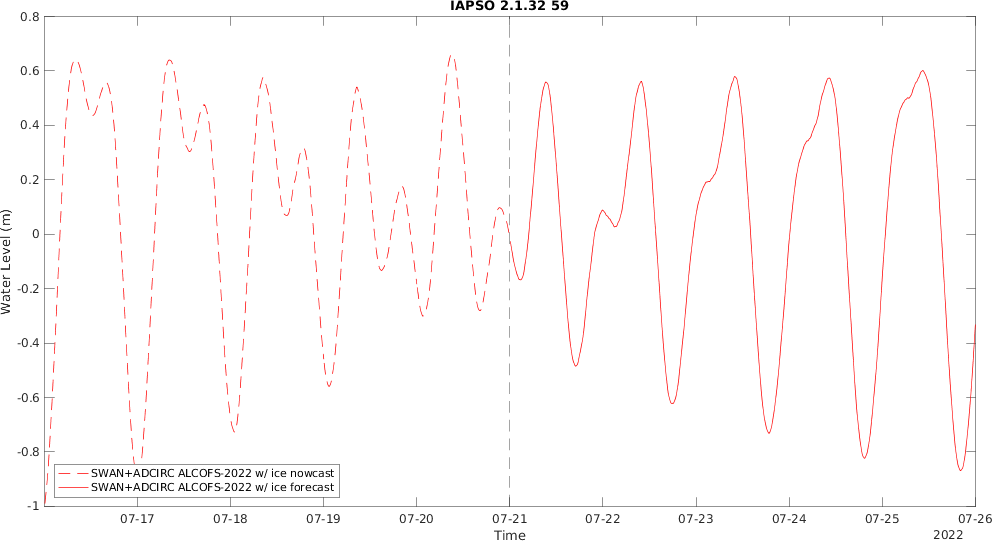 IAPSO 2.1.32 59
0.8
0.6
0.4
0.2
0
-0.2
-0.4
-0.6
-0.8
-1
Water Level (m)
SWAN+ADCIRC ALCOFS-2022 w/ ice nowcast
SWAN+ADCIRC ALCOFS-2022 w/ ice forecast
07-17 07-18 07-19 07-20 07-21 07-22 07-23 07-24 07-25 07-26
Time
2022